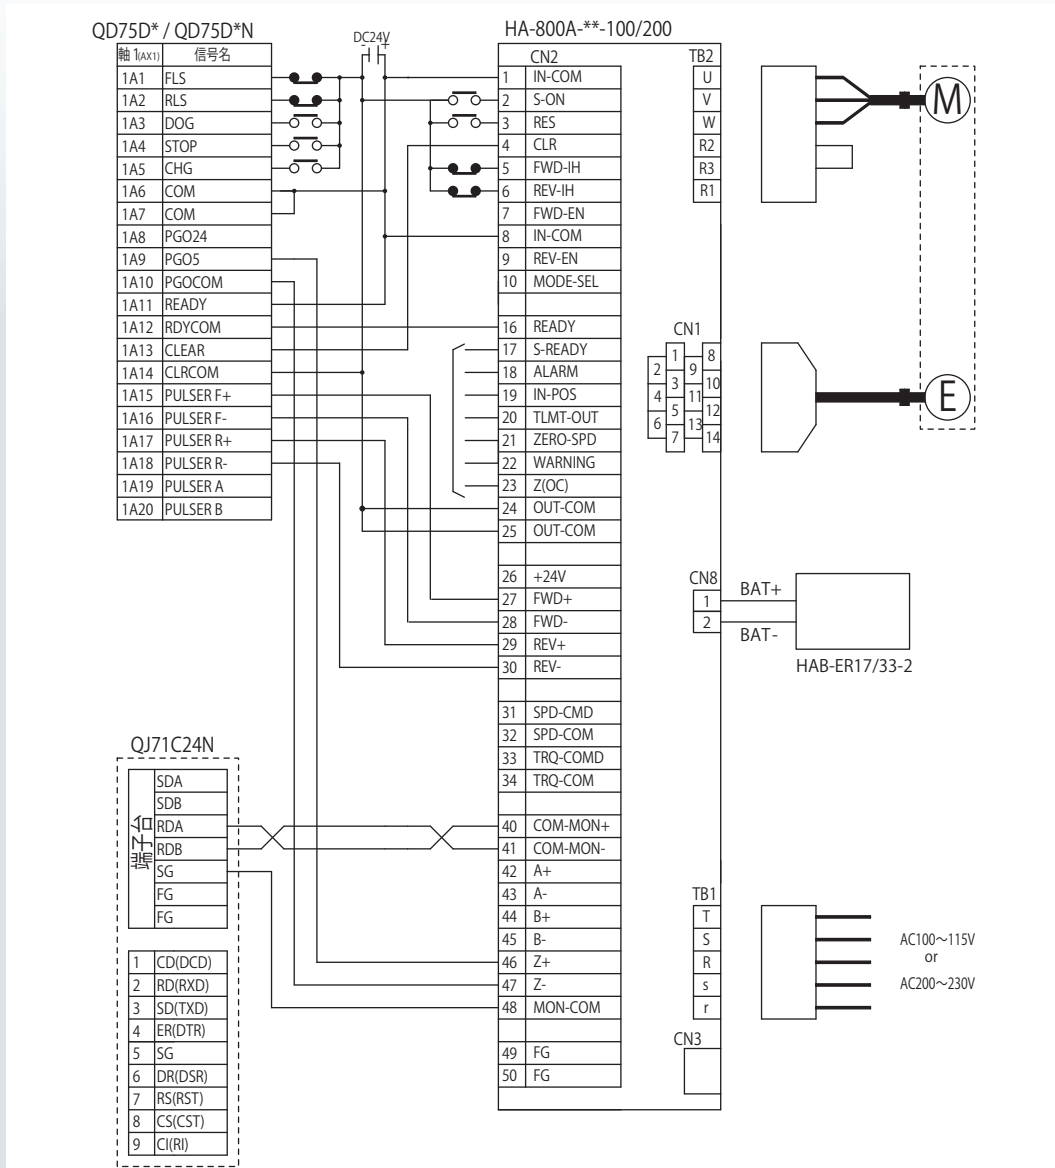 QD75D* / QD75D*N
軸 1(AX1) 信号名
1A1 FLS
1A2 RLS
1A3 DOG
1A4 STOP
1A5 CHG
1A6 COM
1A7 COM
1A8 PGO24
1A9 PGO5
1A10 PGOCOM
1A11 READY
1A12 RDYCOM
1A13 CLEAR
1A14 CLRCOM
1A15 PULSER F+
1A16 PULSER F-
1A17 PULSER R+
1A18 PULSER R-
1A19 PULSER A
1A20 PULSER B
DC24V
- +
HA-800A-**-100/200
CN2
1 IN-COM
2 S-ON
3 RES
4 CLR
5 FWD-IH
6 REV-IH
7 FWD-EN
8 IN-COM
9 REV-EN
10 MODE-SEL
16 READY
17 S-READY
18 ALARM
19 IN-POS
20 TLMT-OUT
21 ZERO-SPD
22 WARNING
23 Z(OC)
24 OUT-COM
25 OUT-COM
26 +24V
27 FWD+
28 FWD-
29 REV+
30 REV-
31 SPD-CMD
32 SPD-COM
33 TRQ-COMD
34 TRQ-COM
40 COM-MON+
41 COM-MON-
42 A+
43 A-
44 B+
45 B-
46 Z+
47 Z-
48 MON-COM
49 FG
50 FG
TB2
U
V
W
R2
R3
R1
M
CN1
1 8
2 9
3 10
4 11
5 12
6 13
7 14
E
CN8
1 BAT+
2 BAT-
HAB-ER17/33-2
TB1
T
S
R
s
r
AC100～115V
or
AC200～230V
CN3
QJ71C24N
端子台
SDA
SDB
RDA
RDB
SG
FG
FG
1 CD(DCD)
2 RD(RXD)
3 SD(TXD)
4 ER(DTR)
5 SG
6 DR(DSR)
7 RS(RST)
8 CS(CST)
9 CI(RI)